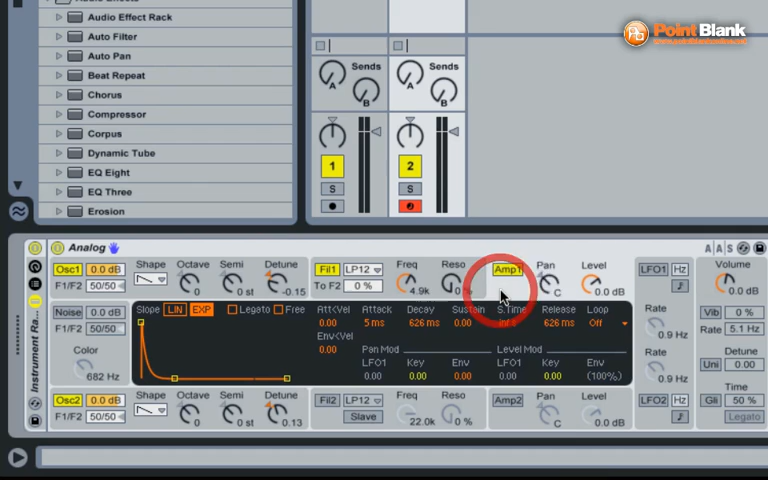 Audio Effects
Audio Effect Rack
Auto Filter
Auto Pan
Beat Repeat
Chorus
Compressor
Corpus
Dynamic Tube
EQ Eight
EQ Three
Erosion
Sends Sends
A B A B
1 2
S S
Point Blank
Analog
Osc1 0.0 dB Shape Octave Semi Detune Fil1 LP12 Freq Reso Amp1 Pan Level LFO1 Hz Volume
F1/F2 50/50 0 0 st -0.15 To F2 0 % 4.9k 0 % C 0.0 dB 0.0 dB
Noise 0.0 dB Slope LIN EXP Legato Free Att<Vel Attack Decay Sustain S.Time Release Loop Rate Vib 0 %
F1/F2 50/50 0.00 5 ms 626 ms 0.00 inf s 626 ms Off 0.9 Hz Rate 5.1 Hz
Color Env<Vel Pan Mod Level Mod Rate Detune
682 Hz 0.00 LFO1 Key Env LFO1 Key Env 0.9 Hz Uni 0.00
0.00 0.00 0.00 0.00 0.00 (100%)
Osc2 0.0 dB Shape Octave Semi Detune Fil2 LP12 Freq Reso Amp2 Pan Level LFO2 Hz Time
Gli 50 %
F1/F2 50/50 0 0 st 0.13 Slave 22.0k 0 % C 0.0 dB Legato
Instrument Ra